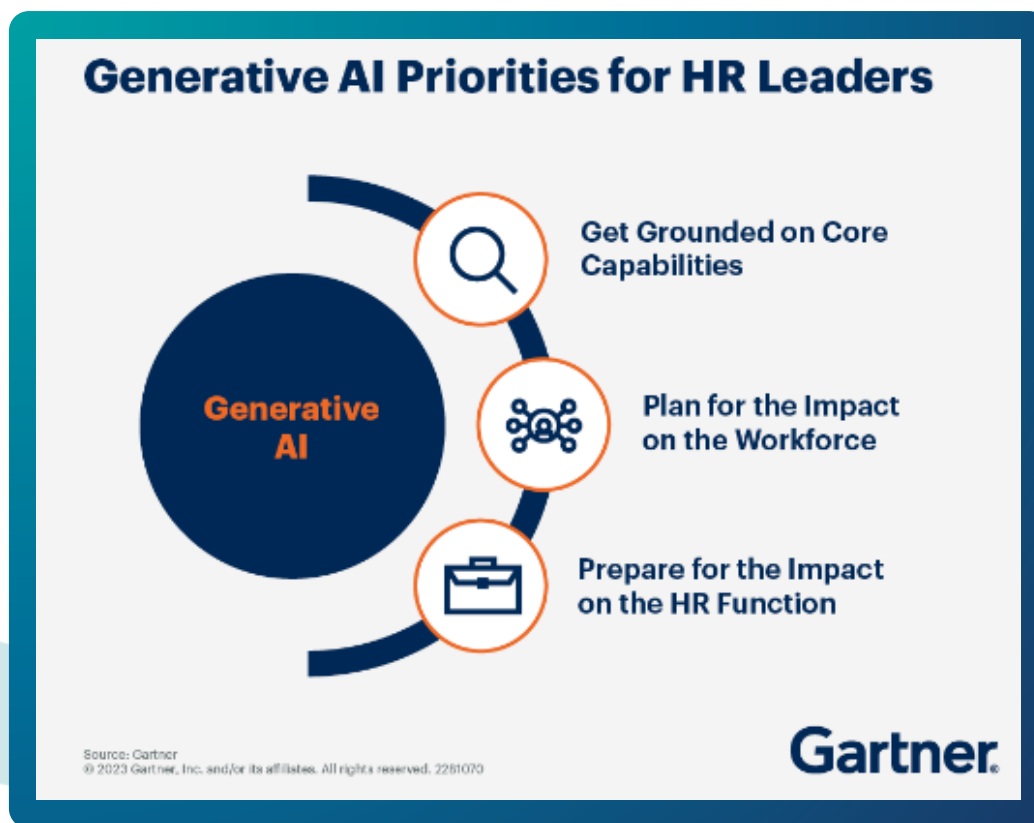 Generative AI Priorities for HR Leaders
Get Grounded on Core
Capabilities
Generative
AI
Plan for the Impact
on the Workforce
Prepare for the Impact
on the HR Function
Source: Gartner
© 2023 Gartner, Inc. and/or its affiliates. All rights reserved. 2281070
Gartner®